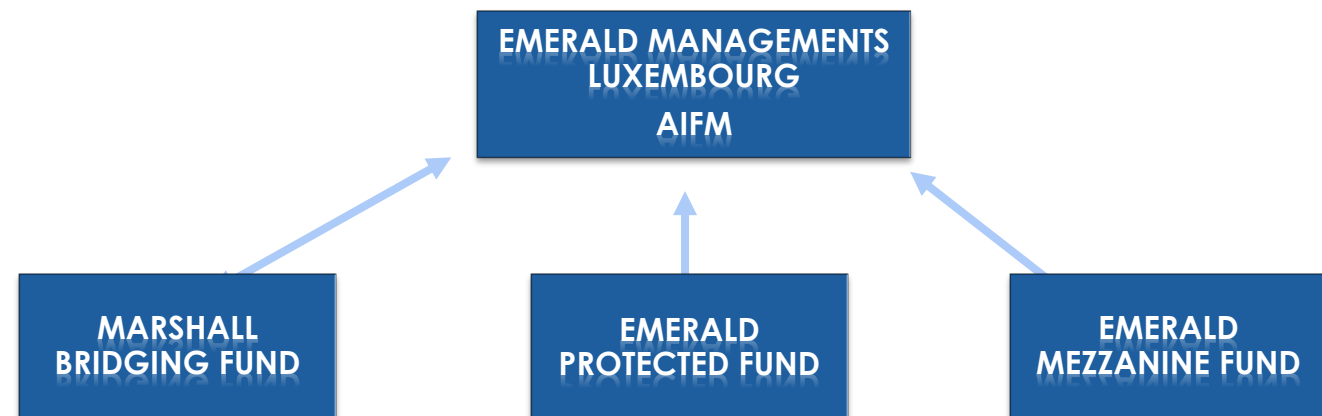 EMERALD MANAGEMENTS
LUXEMBOURG
AIFM
MARSHALL
BRIDGING FUND
EMERALD
PROTECTED FUND
EMERALD
MEZZANINE FUND